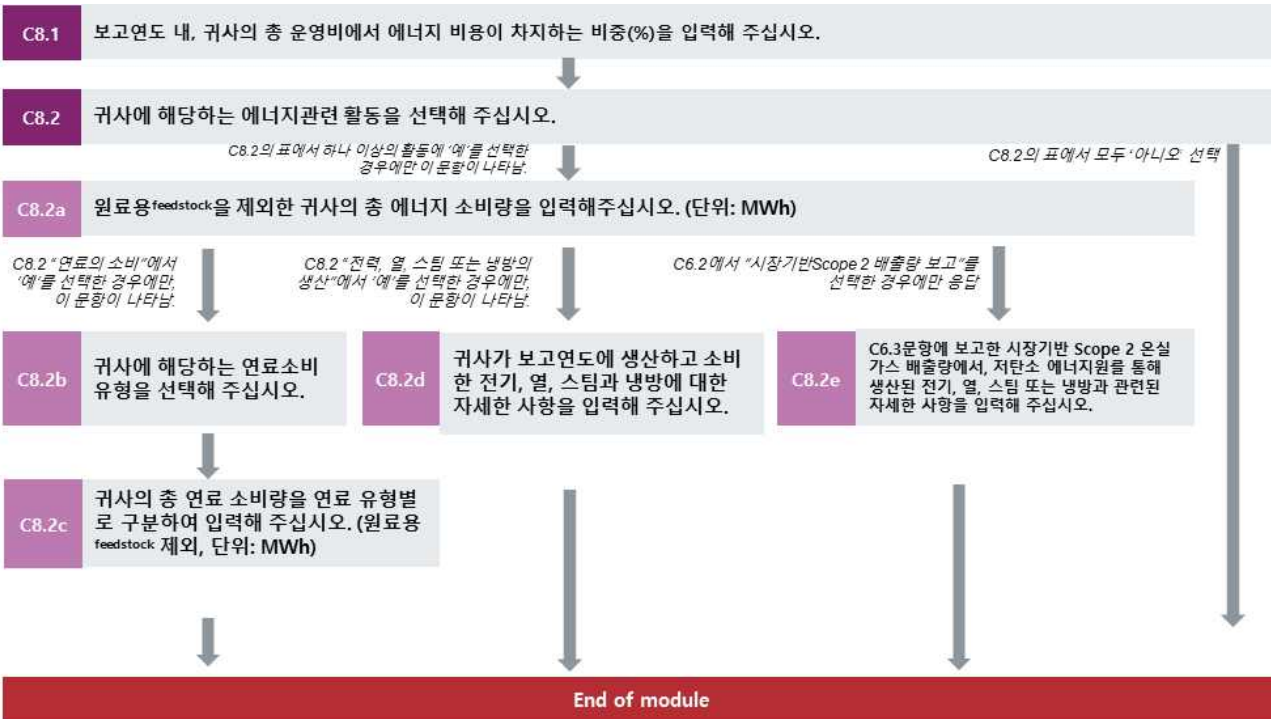 C8.1
보고연도 내, 귀사의 총 운영비에서 에너지 비용이 차지하는 비중(%)을 입력해 주십시오.
C8.2
귀사에 해당하는 에너지관련 활동을 선택해 주십시오.
C8.2의 표에서 하나 이상의 활동에 '예'를 선택한
경우에만 이 문항이 나타남.
C8.2의 표에서 모두 '아니오' 선택
C8.2a
원료용feedstock을 제외한 귀사의 총 에너지 소비량을 입력해주십시오. (단위: MWh)
C8.2 "연료의 소비"에서
'예'를 선택한 경우에만,
이 문항이 나타남.
C8.2 "전력, 열, 스팀 또는 냉방의
생산"에서 '예'를 선택한 경우에만,
이 문항이 나타남.
C6.2에서 "시장기반Scope 2 배출량 보고"를
선택한 경우에만 응답
C8.2b
귀사에 해당하는 연료소비
유형을 선택해 주십시오.
C8.2d
귀사가 보고연도에 생산하고 소비
한 전기, 열, 스팀과 냉방에 대한
자세한 사항을 입력해 주십시오.
C8.2e
C6.3문항에 보고한 시장기반 Scope 2 온실
가스 배출량에서, 저탄소 에너지원를 통해
생산된 전기, 열, 스팀 또는 냉방과 관련된
자세한 사항을 입력해 주십시오.
C8.2c
귀사의 총 연료 소비량을 연료 유형별
로 구분하여 입력해 주십시오. (원료용
feedstock 제외, 단위: MWh)
End of module